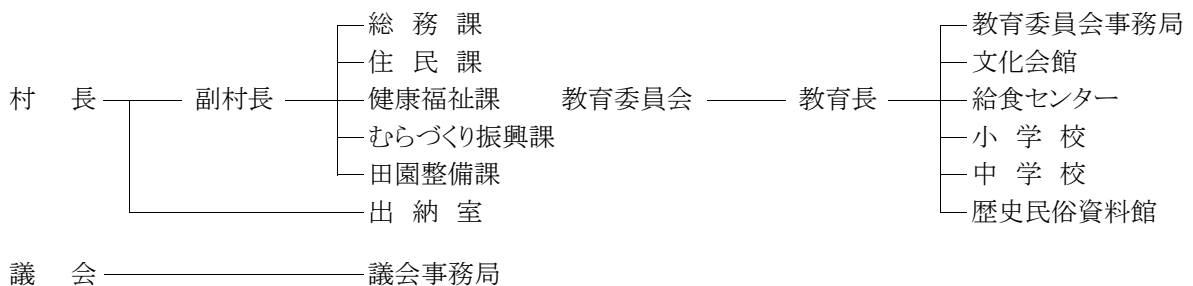 村　長
副村長
総　務　課
住　民　課
健康福祉課
むらづくり振興課
田園整備課
出　納　室
議　会
議会事務局
教育委員会
教育長
教育委員会事務局
文化会館
給食センター
小　学　校
中　学　校
歴史民俗資料館